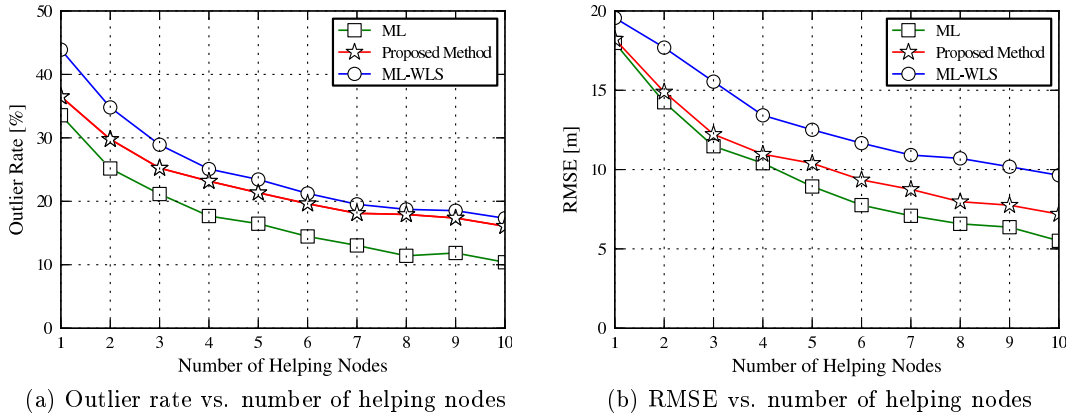 50
40
30
20
10
0
Outlier Rate [%]
ML
Proposed Method
ML-WLS
1 2 3 4 5 6 7 8 9 10
Number of Helping Nodes
(a) Outlier rate vs. number of helping nodes
20
15
10
5
0
RMSE [m]
ML
Proposed Method
ML-WLS
1 2 3 4 5 6 7 8 9 10
Number of Helping Nodes
(b) RMSE vs. number of helping nodes